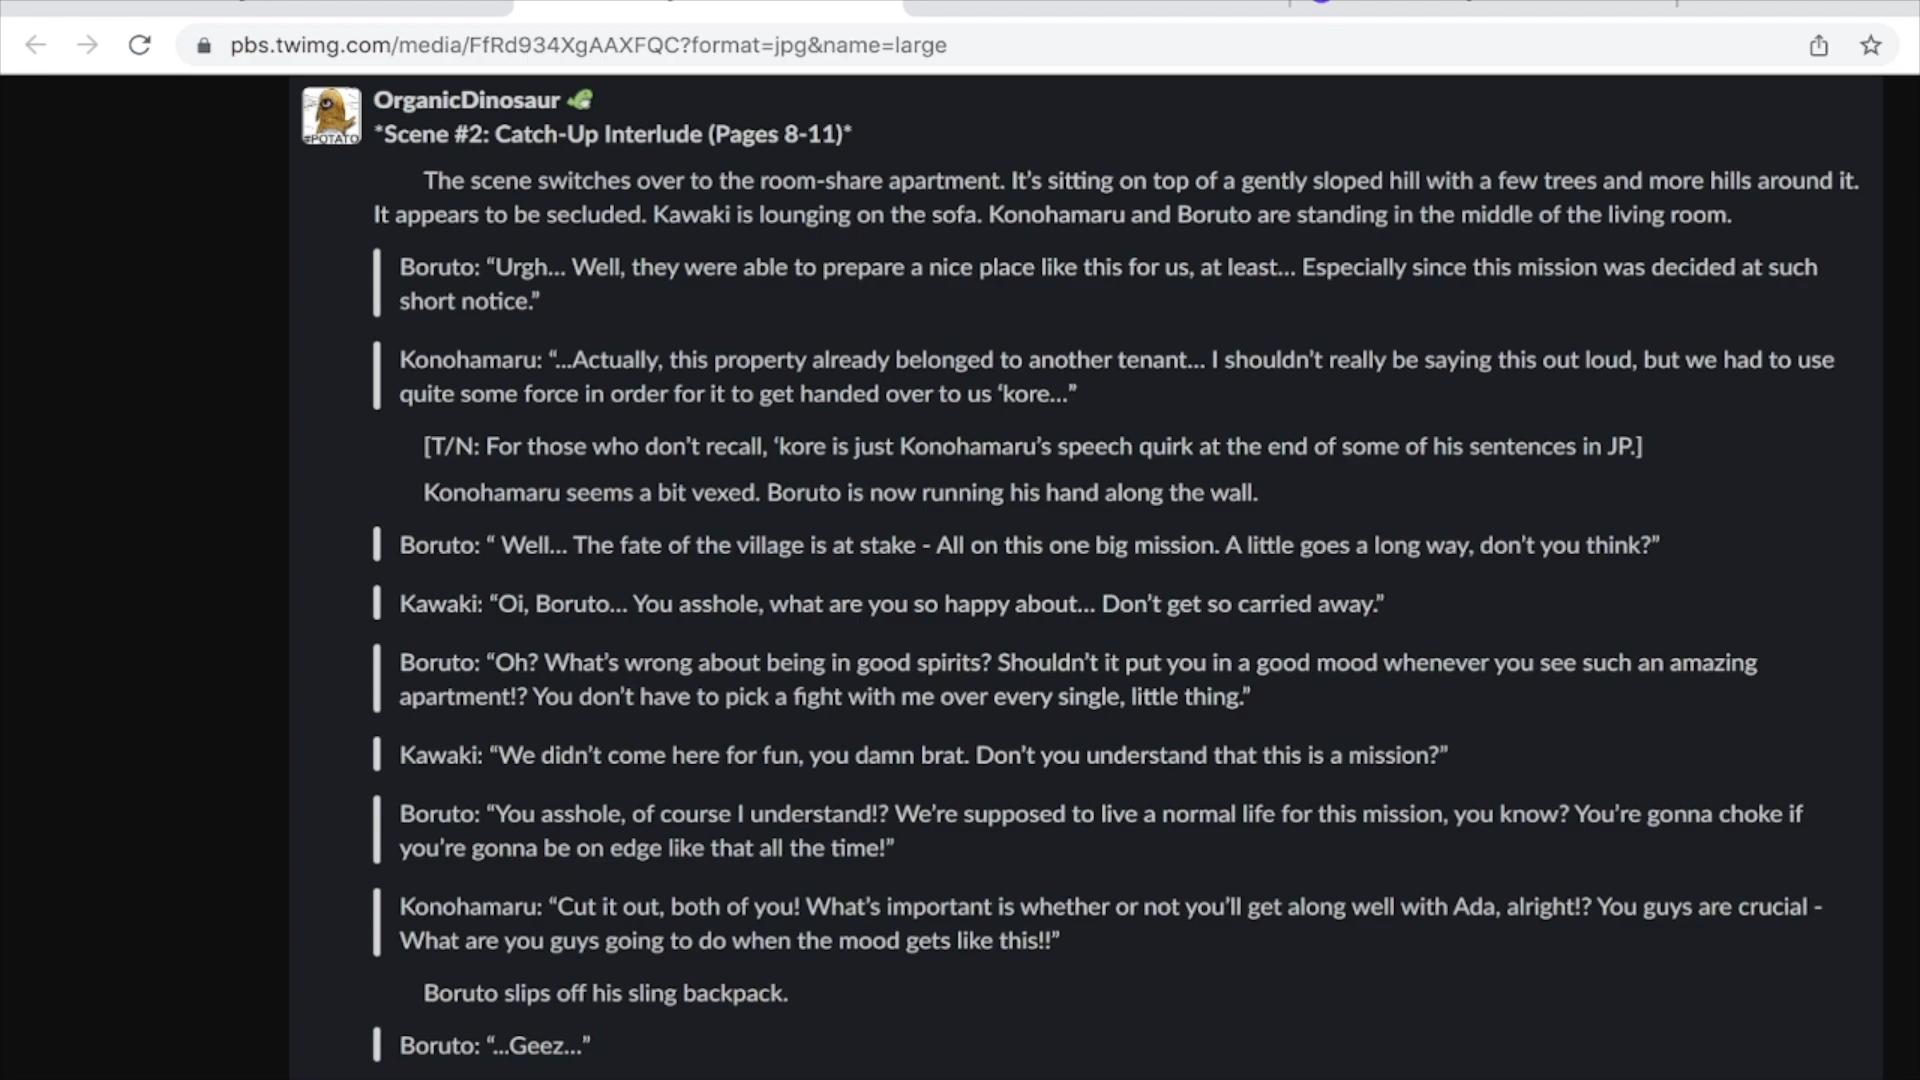 pbs.twimg.com/media/FfRd934XgAAXFQC?format=jpg&name=large
OrganicDinosaur
*Scene #2: Catch-Up Interlude (Pages 8-11)*
The scene switches over to the room-share apartment. It’s sitting on top of a gently sloped hill with a few trees and more hills around it.
It appears to be secluded. Kawaki is lounging on the sofa. Konohamaru and Boruto are standing in the middle of the living room.
Boruto: “Urgh... Well, they were able to prepare a nice place like this for us, at least... Especially since this mission was decided at such
short notice.”
Konohamaru: “...Actually, this property already belonged to another tenant... I shouldn’t really be saying this out loud, but we had to use
quite some force in order for it to get handed over to us ‘kore...”
[T/N: For those who don’t recall, ‘kore is just Konohamaru’s speech quirk at the end of some of his sentences in JP.]
Konohamaru seems a bit vexed. Boruto is now running his hand along the wall.
Boruto: “ Well... The fate of the village is at stake - All on this one big mission. A little goes a long way, don’t you think?”
Kawaki: “Oi, Boruto... You asshole, what are you so happy about... Don’t get so carried away.”
Boruto: “Oh? What’s wrong about being in good spirits? Shouldn’t it put you in a good mood whenever you see such an amazing
apartment!? You don’t have to pick a fight with me over every single, little thing.”
Kawaki: “We didn’t come here for fun, you damn brat. Don’t you understand that this is a mission?”
Boruto: “You asshole, of course I understand!? We’re supposed to live a normal life for this mission, you know? You’re gonna choke if
you’re gonna be on edge like that all the time!”
Konohamaru: “Cut it out, both of you! What’s important is whether or not you’ll get along well with Ada, alright!? You guys are crucial -
What are you guys going to do when the mood gets like this!!”
Boruto slips off his sling backpack.
Boruto: “...Geez...”